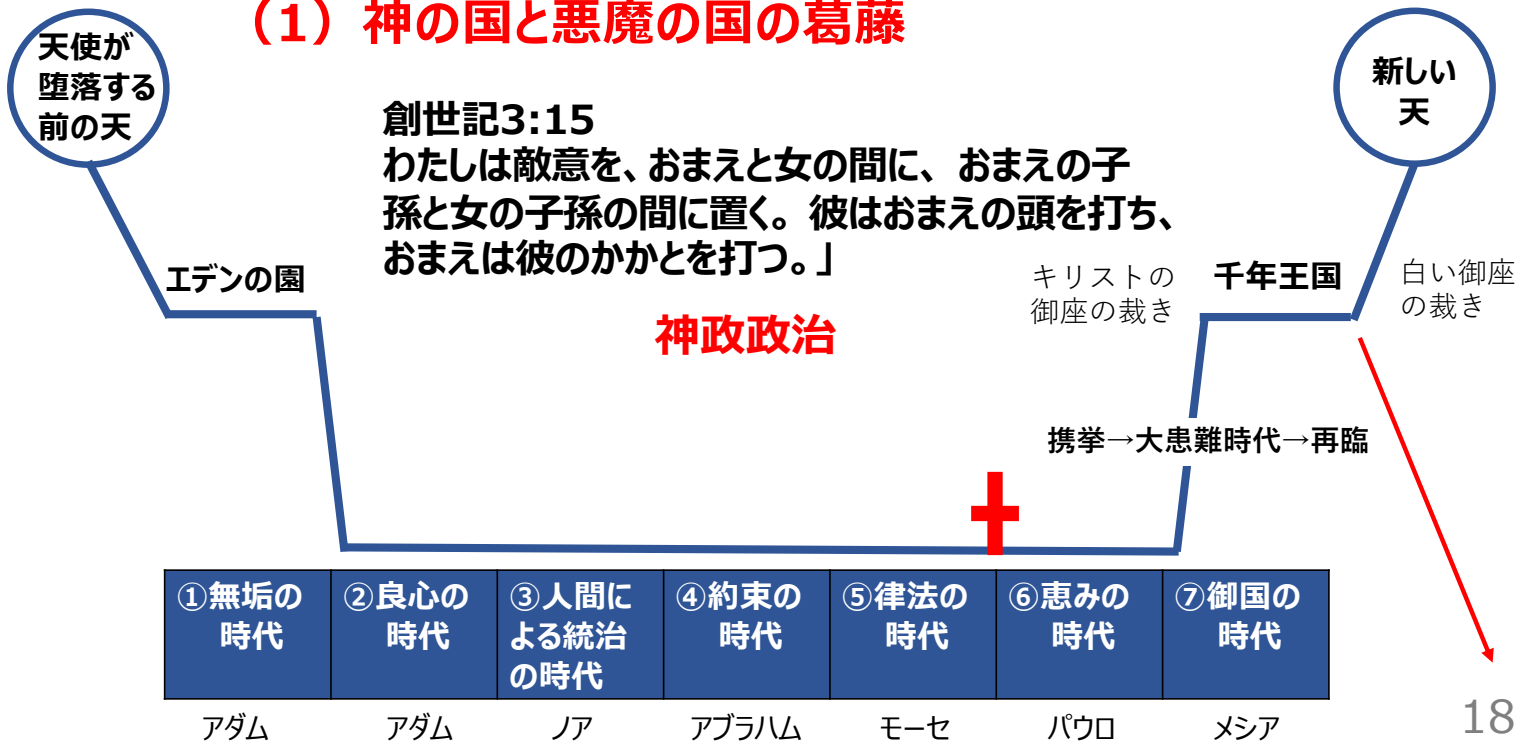 （1）神の国と悪魔の国の葛藤
天使が
堕落する
前の天
新しい
天
創世記3:15
わたしは敵意を、おまえと女の間に、おまえの子
孫と女の子孫の間に置く。彼はおまえの頭を打ち、
おまえは彼のかかとを打つ。」
エデンの園
キリストの
御座の裁き
千年王国
白い御座
の裁き
神政政治
携挙→大患難時代→再臨
①無垢の
時代
②良心の
時代
③人間に
よる統治
の時代
④約束の
時代
⑤律法の
時代
⑥恵みの
時代
⑦御国の
時代
アダム
アダム
ノア
アブラハム
モーセ
パウロ
メシア
18